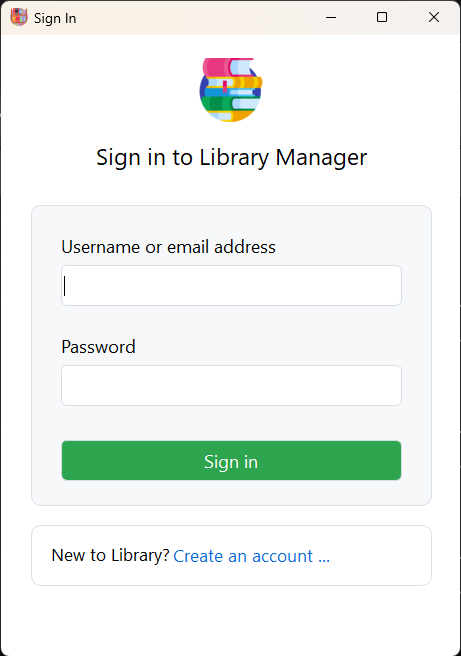 Sign In
Sign in to Library Manager
Username or email address
Password
Sign in
New to Library? Create an account ...